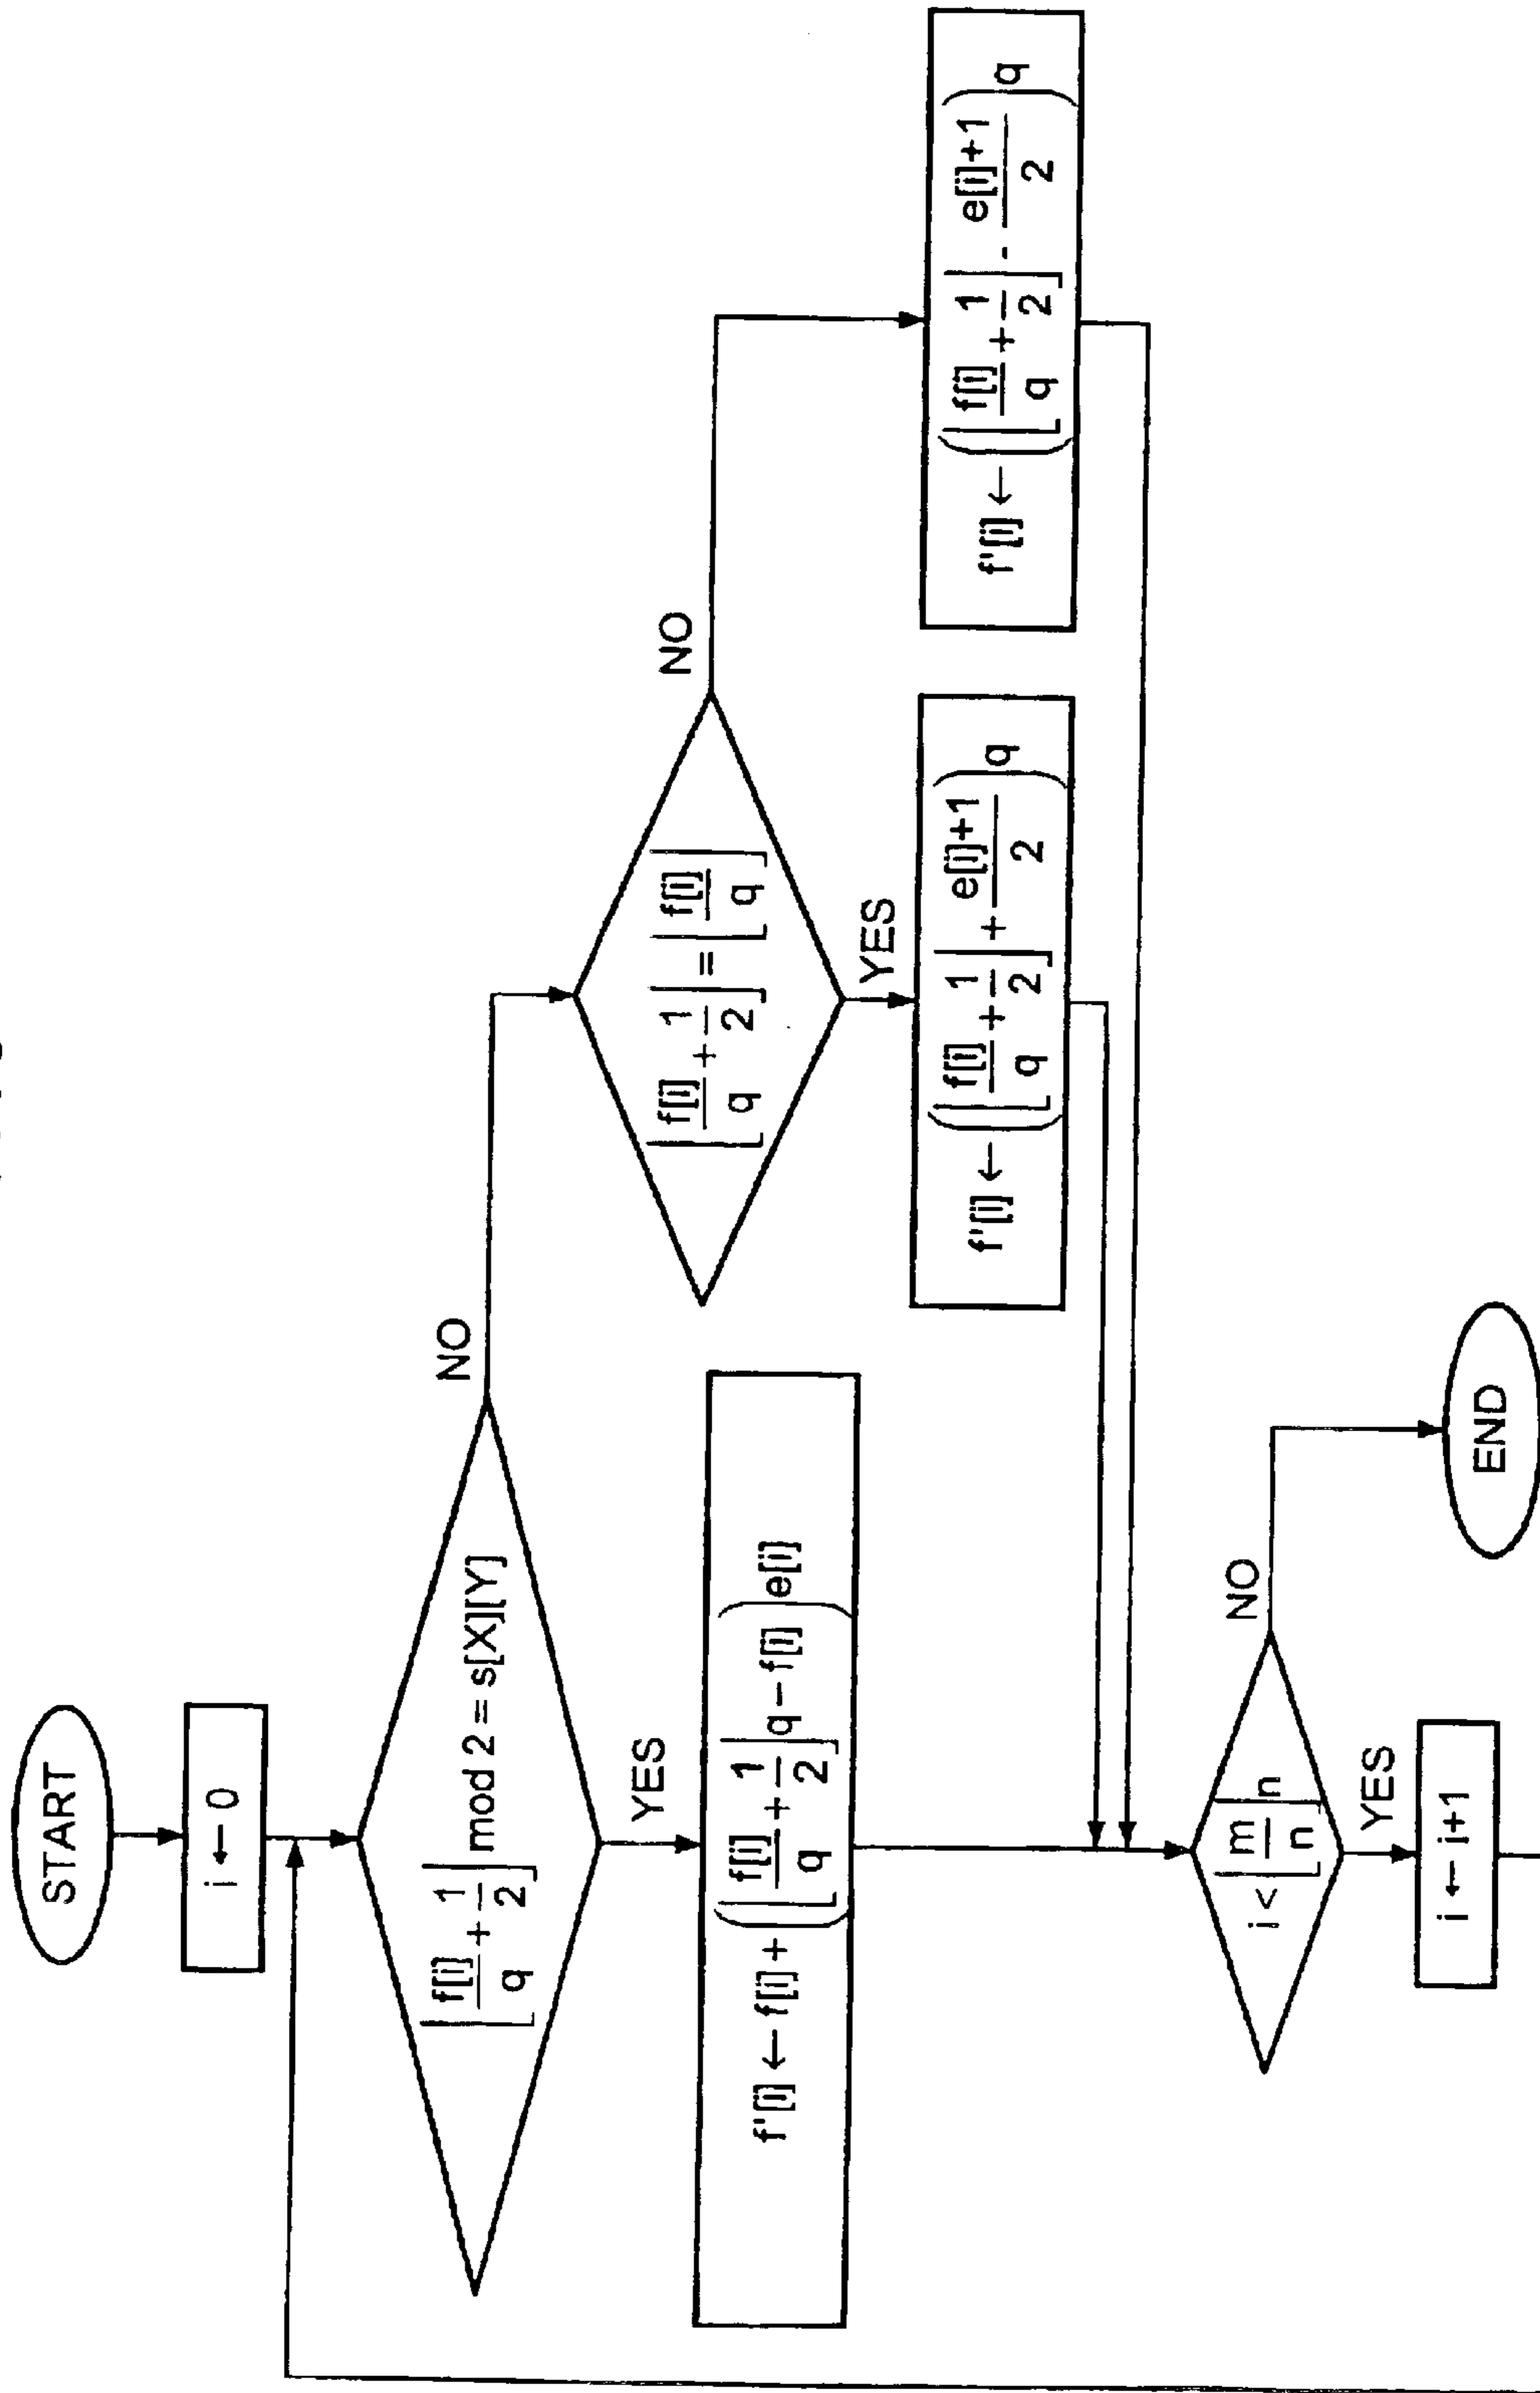 START
i ← 0
⌊f[i]/q + 1/2⌋ mod 2 = s[X][Y]
NO
YES
f'[i] ← f[i] + (⌊f[i]/q + 1/2⌋ q − f[i]) e[i]
⌊f[i]/q + 1/2⌋ = ⌊f[i]/q⌋
NO
YES
f'[i] ← (⌊f[i]/q + 1/2⌋ + e[i]+1/2) q
f'[i] ← (⌊f[i]/q + 1/2⌋ - e[i]+1/2) q
i < ⌊m/n⌋ n
NO
YES
i ← i+1
END